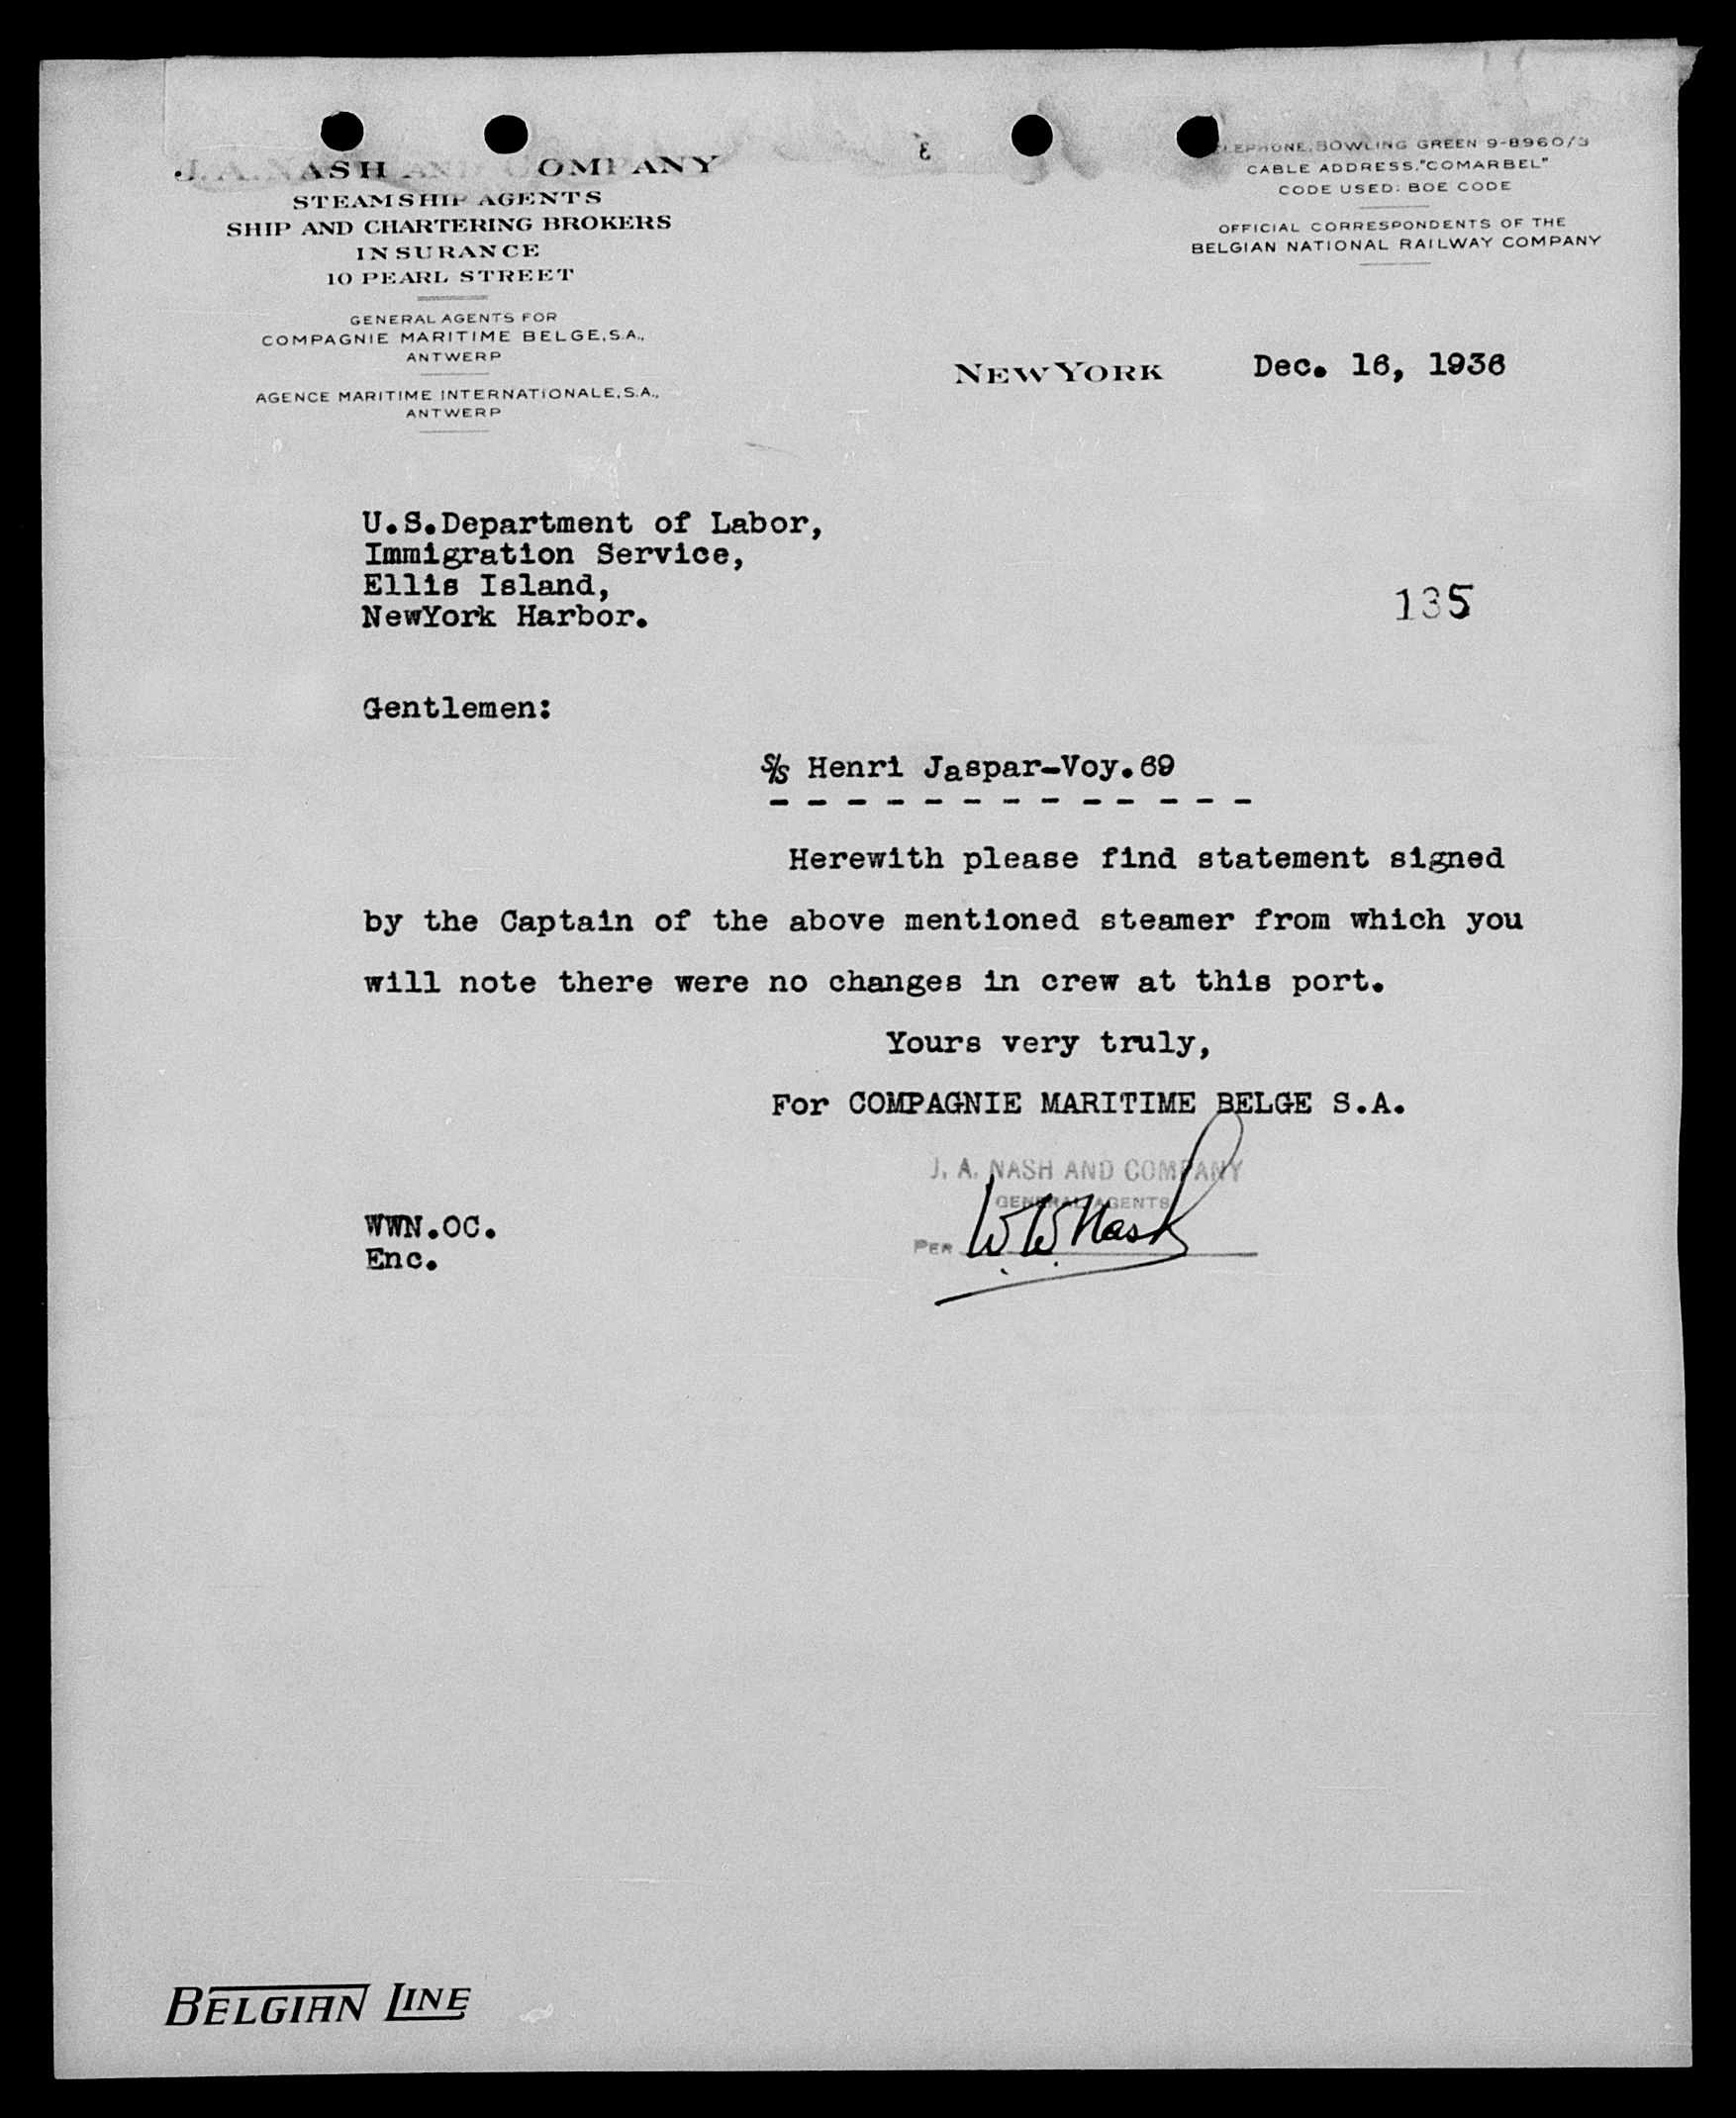 J. A. NASH AND COMPANY
STEAMSHIP AGENTS
SHIP AND CHARTERING BROKERS
INSURANCE
10 PEARL STREET
GENERAL AGENTS FOR
COMPAGNIE MARITIME BELGE, S.A.,
ANTWERP
AGENCE MARITIME INTERNATIONALE, S.A.,
ANTWERP
TELEPHONE, BOWLING GREEN 9-8960/3
CABLE ADDRESS, "COMARBEL"
CODE USED: BOE CODE
OFFICIAL CORRESPONDENTS OF THE
BELGIAN NATIONAL RAILWAY COMPANY
NEW YORK Dec. 16, 1936
U.S.Department of Labor,
Immigration Service,
Ellis Island,
NewYork Harbor.
135
Gentlemen:
S/S Henri Jaspar-Voy.69
- - - - - - - - - - - - -
Herewith please find statement signed
by the Captain of the above mentioned steamer from which you
will note there were no changes in crew at this port.
Yours very truly,
For COMPAGNIE MARITIME BELGE S.A.
J. A. NASH AND COMPANY
GENERAL AGENTS
PER W.W.Nash
WWN.OC.
Enc.
BELGIAN LINE